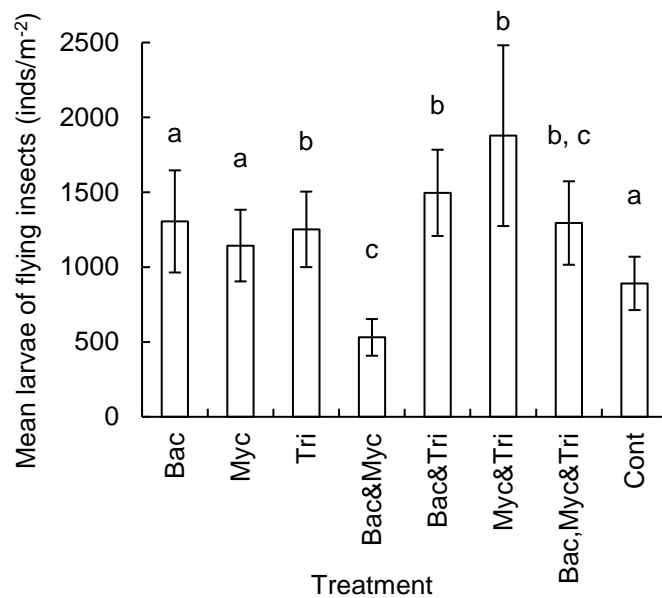 Mean larvae of flying insects (inds/m⁻²)
2500
2000
1500
1000
500
0
a
a
b
c
b
b
b, c
a
Bac
Myc
Tri
Bac&Myc
Bac&Tri
Myc&Tri
Bac,Myc&Tri
Cont
Treatment